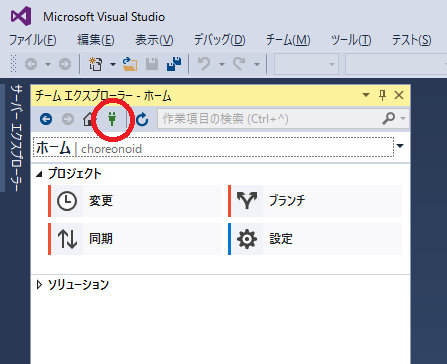 Microsoft Visual Studio
ファイル(F) 編集(E) 表示(V) デバッグ(D) チーム(M) ツール(T) テスト(S)
サーバー エクスプローラー
チーム エクスプローラー - ホーム
作業項目の検索 (Ctrl+^)
ホーム | choreonoid
プロジェクト
変更 ブランチ
同期 設定
ソリューション